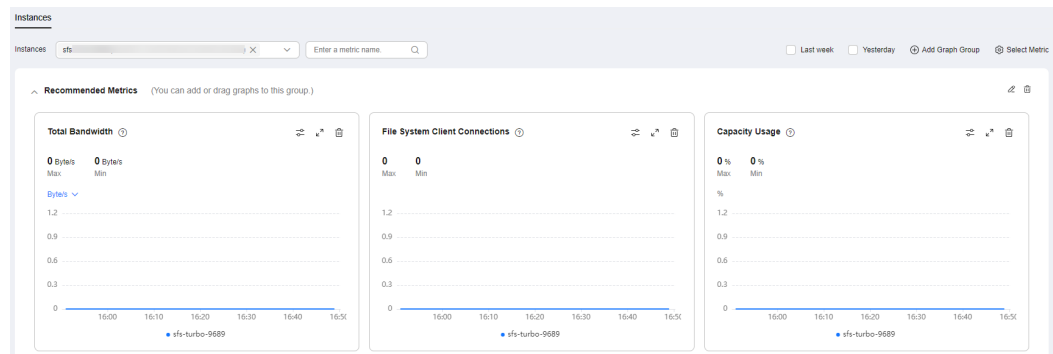 Instances
Instances sfs Enter a metric name. Last week Yesterday Add Graph Group Select Metric
Recommended Metrics (You can add or drag graphs to this group.)
Total Bandwidth
0 Byte/s 0 Byte/s
Max Min
Byte/s
1.2
0.9
0.6
0.3
0
16:00 16:10 16:20 16:30 16:40 16:50
sfs-turbo-9689
File System Client Connections
0 0
Max Min
1.2
0.9
0.6
0.3
0
16:00 16:10 16:20 16:30 16:40 16:50
sfs-turbo-9689
Capacity Usage
0 % 0 %
Max Min
%
1.2
0.9
0.6
0.3
0
16:00 16:10 16:20 16:30 16:40 16:50
sfs-turbo-9689